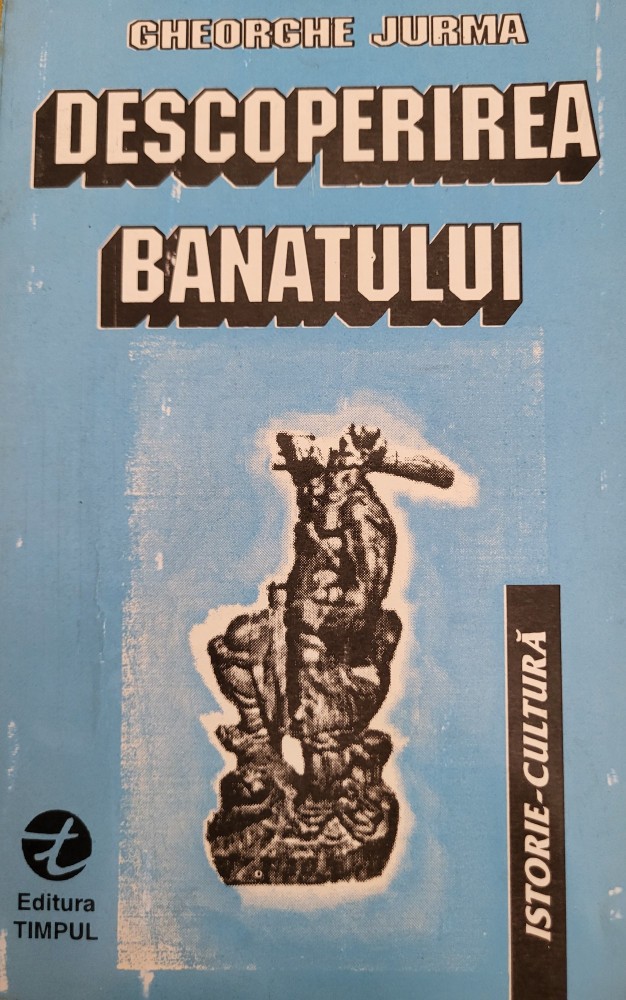 GHEORGHE JURMA
DESCOPERIREA
BANATULUI
ISTORIE-CULTURĂ
t
Editura
TIMPUL